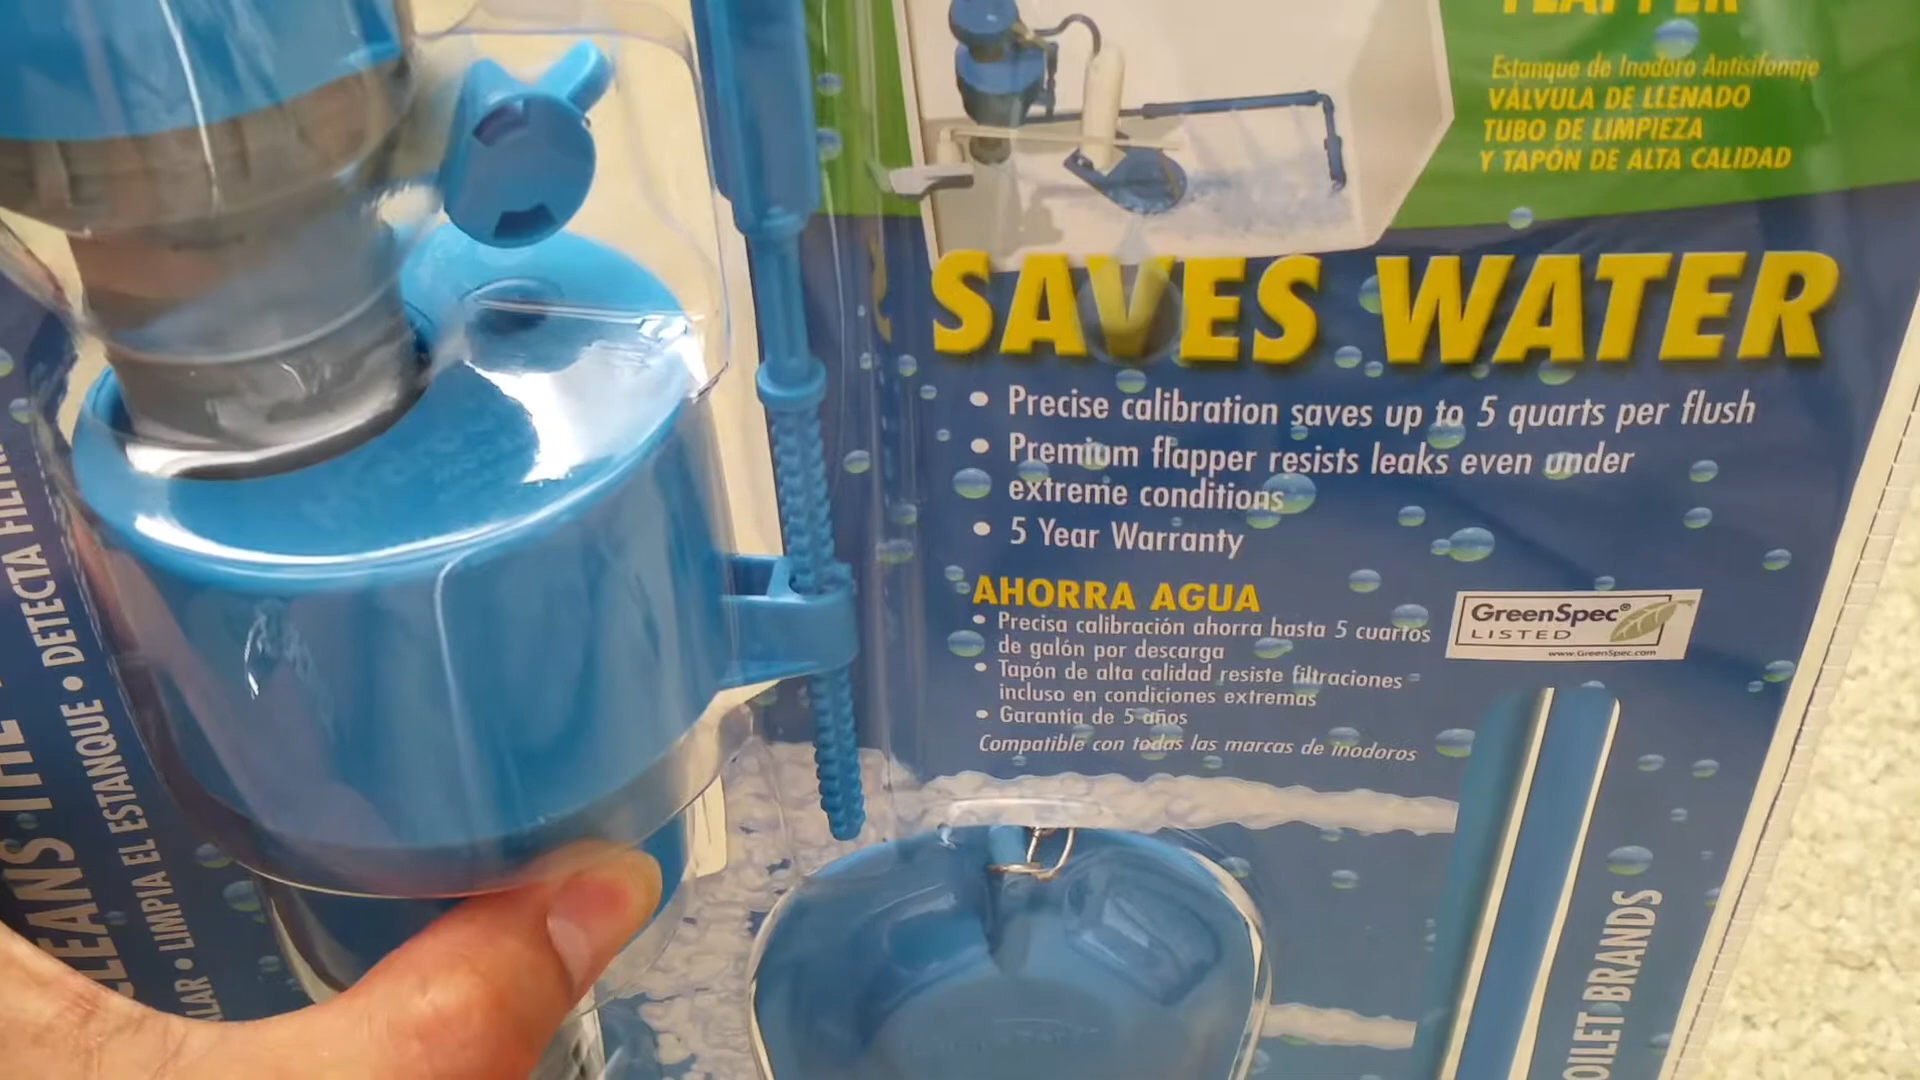 FLAPPER
Estanque de Inodoro Antisifonaje
VÁLVULA DE LLENADO
TUBO DE LIMPIEZA
Y TAPÓN DE ALTA CALIDAD
SAVES WATER
• Precise calibration saves up to 5 quarts per flush
• Premium flapper resists leaks even under
extreme conditions
• 5 Year Warranty
AHORRA AGUA
• Precisa calibración ahorra hasta 5 cuartos
de galón por descarga
• Tapón de alta calidad resiste filtraciones
incluso en condiciones extremas
• Garantía de 5 años
Compatible con todas las marcas de inodoros
GreenSpec®
LISTED
www.GreenSpec.com
OILET BRANDS
CLEANS THE
• LIMPIA EL ESTANQUE • DETECTA